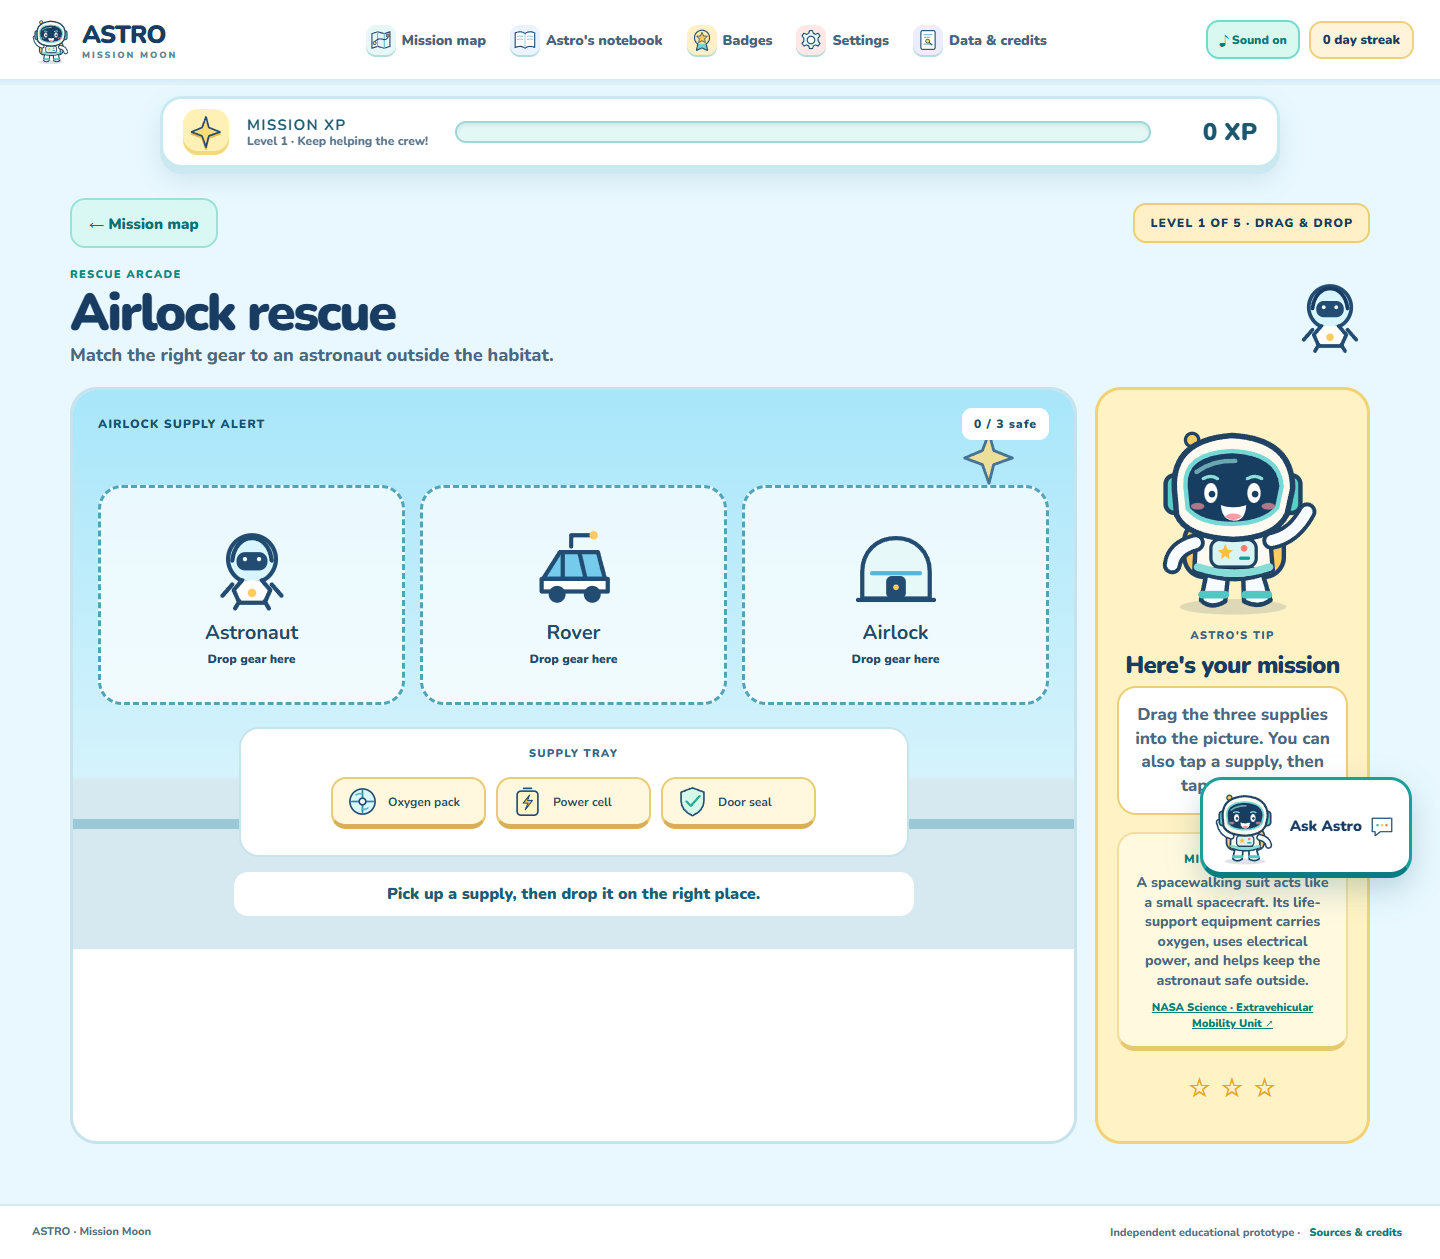 ASTRO
MISSION MOON
Mission map
Astro's notebook
Badges
Settings
Data & credits
♪ Sound on
0 day streak
MISSION XP
Level 1 · Keep helping the crew!
0 XP
← Mission map
LEVEL 1 OF 5 · DRAG & DROP
RESCUE ARCADE
Airlock rescue
Match the right gear to an astronaut outside the habitat.
AIRLOCK SUPPLY ALERT
0 / 3 safe
Astronaut
Drop gear here
Rover
Drop gear here
Airlock
Drop gear here
SUPPLY TRAY
Oxygen pack
Power cell
Door seal
Pick up a supply, then drop it on the right place.
ASTRO'S TIP
Here's your mission
Drag the three supplies
into the picture. You can
also tap a supply, then
Ask Astro
A spacewalking suit acts like
a small spacecraft. Its life-
support equipment carries
oxygen, uses electrical
power, and helps keep the
astronaut safe outside.
NASA Science · Extravehicular
Mobility Unit ↗
ASTRO · Mission Moon
Independent educational prototype ·
Sources & credits